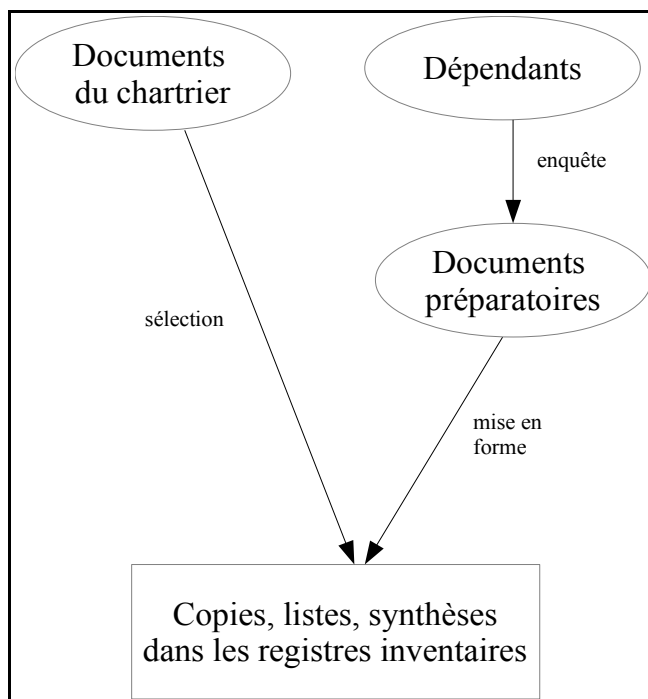 Documents
du chartrier
Dépendants
enquête
Documents
préparatoires
sélection
mise en
forme
Copies, listes, synthèses
dans les registres inventaires